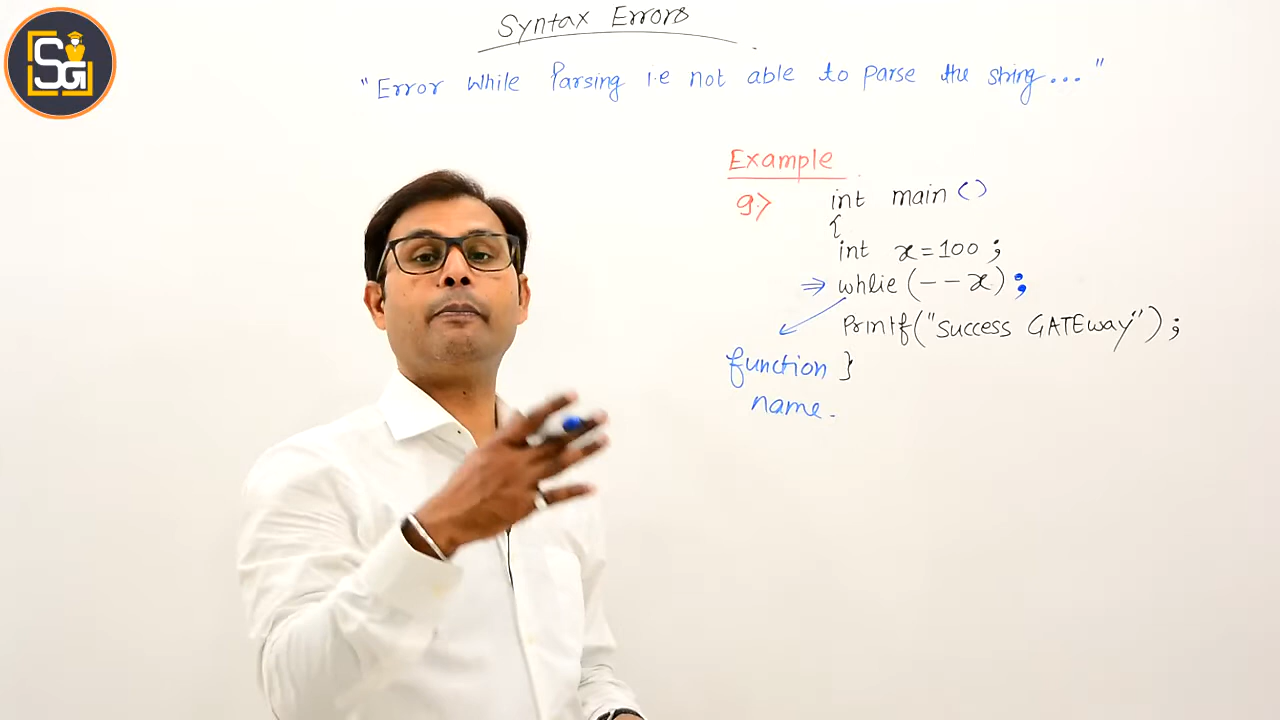 SG
Syntax Errors
"Error while Parsing i.e not able to parse the string..."
Example
9> int main ()
{
int x=100 ;
⇒ whlie (--x) ;
Printf("Success GATEway") ;
function }
name.